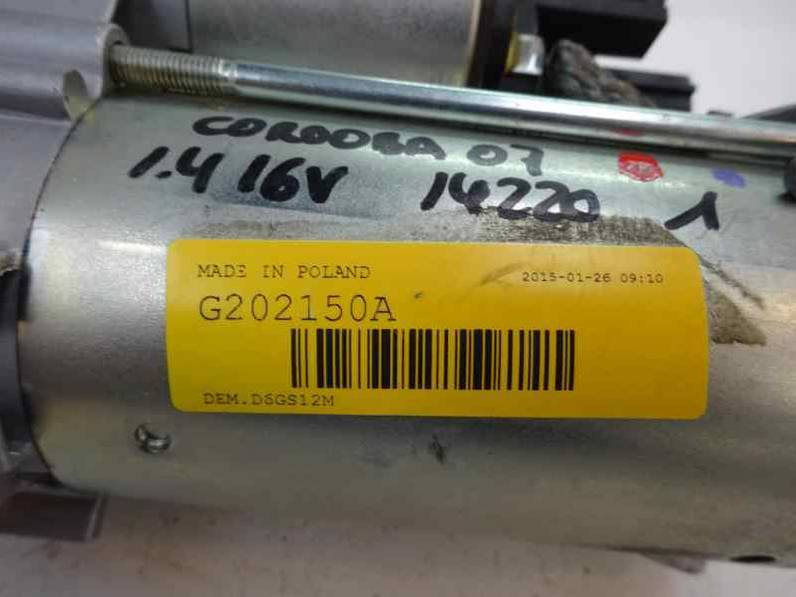 CORDOBA 07
1.4 16V 14220 1
MADE IN POLAND 2015-01-26 09:10
G202150A
DEM.D6GS12M